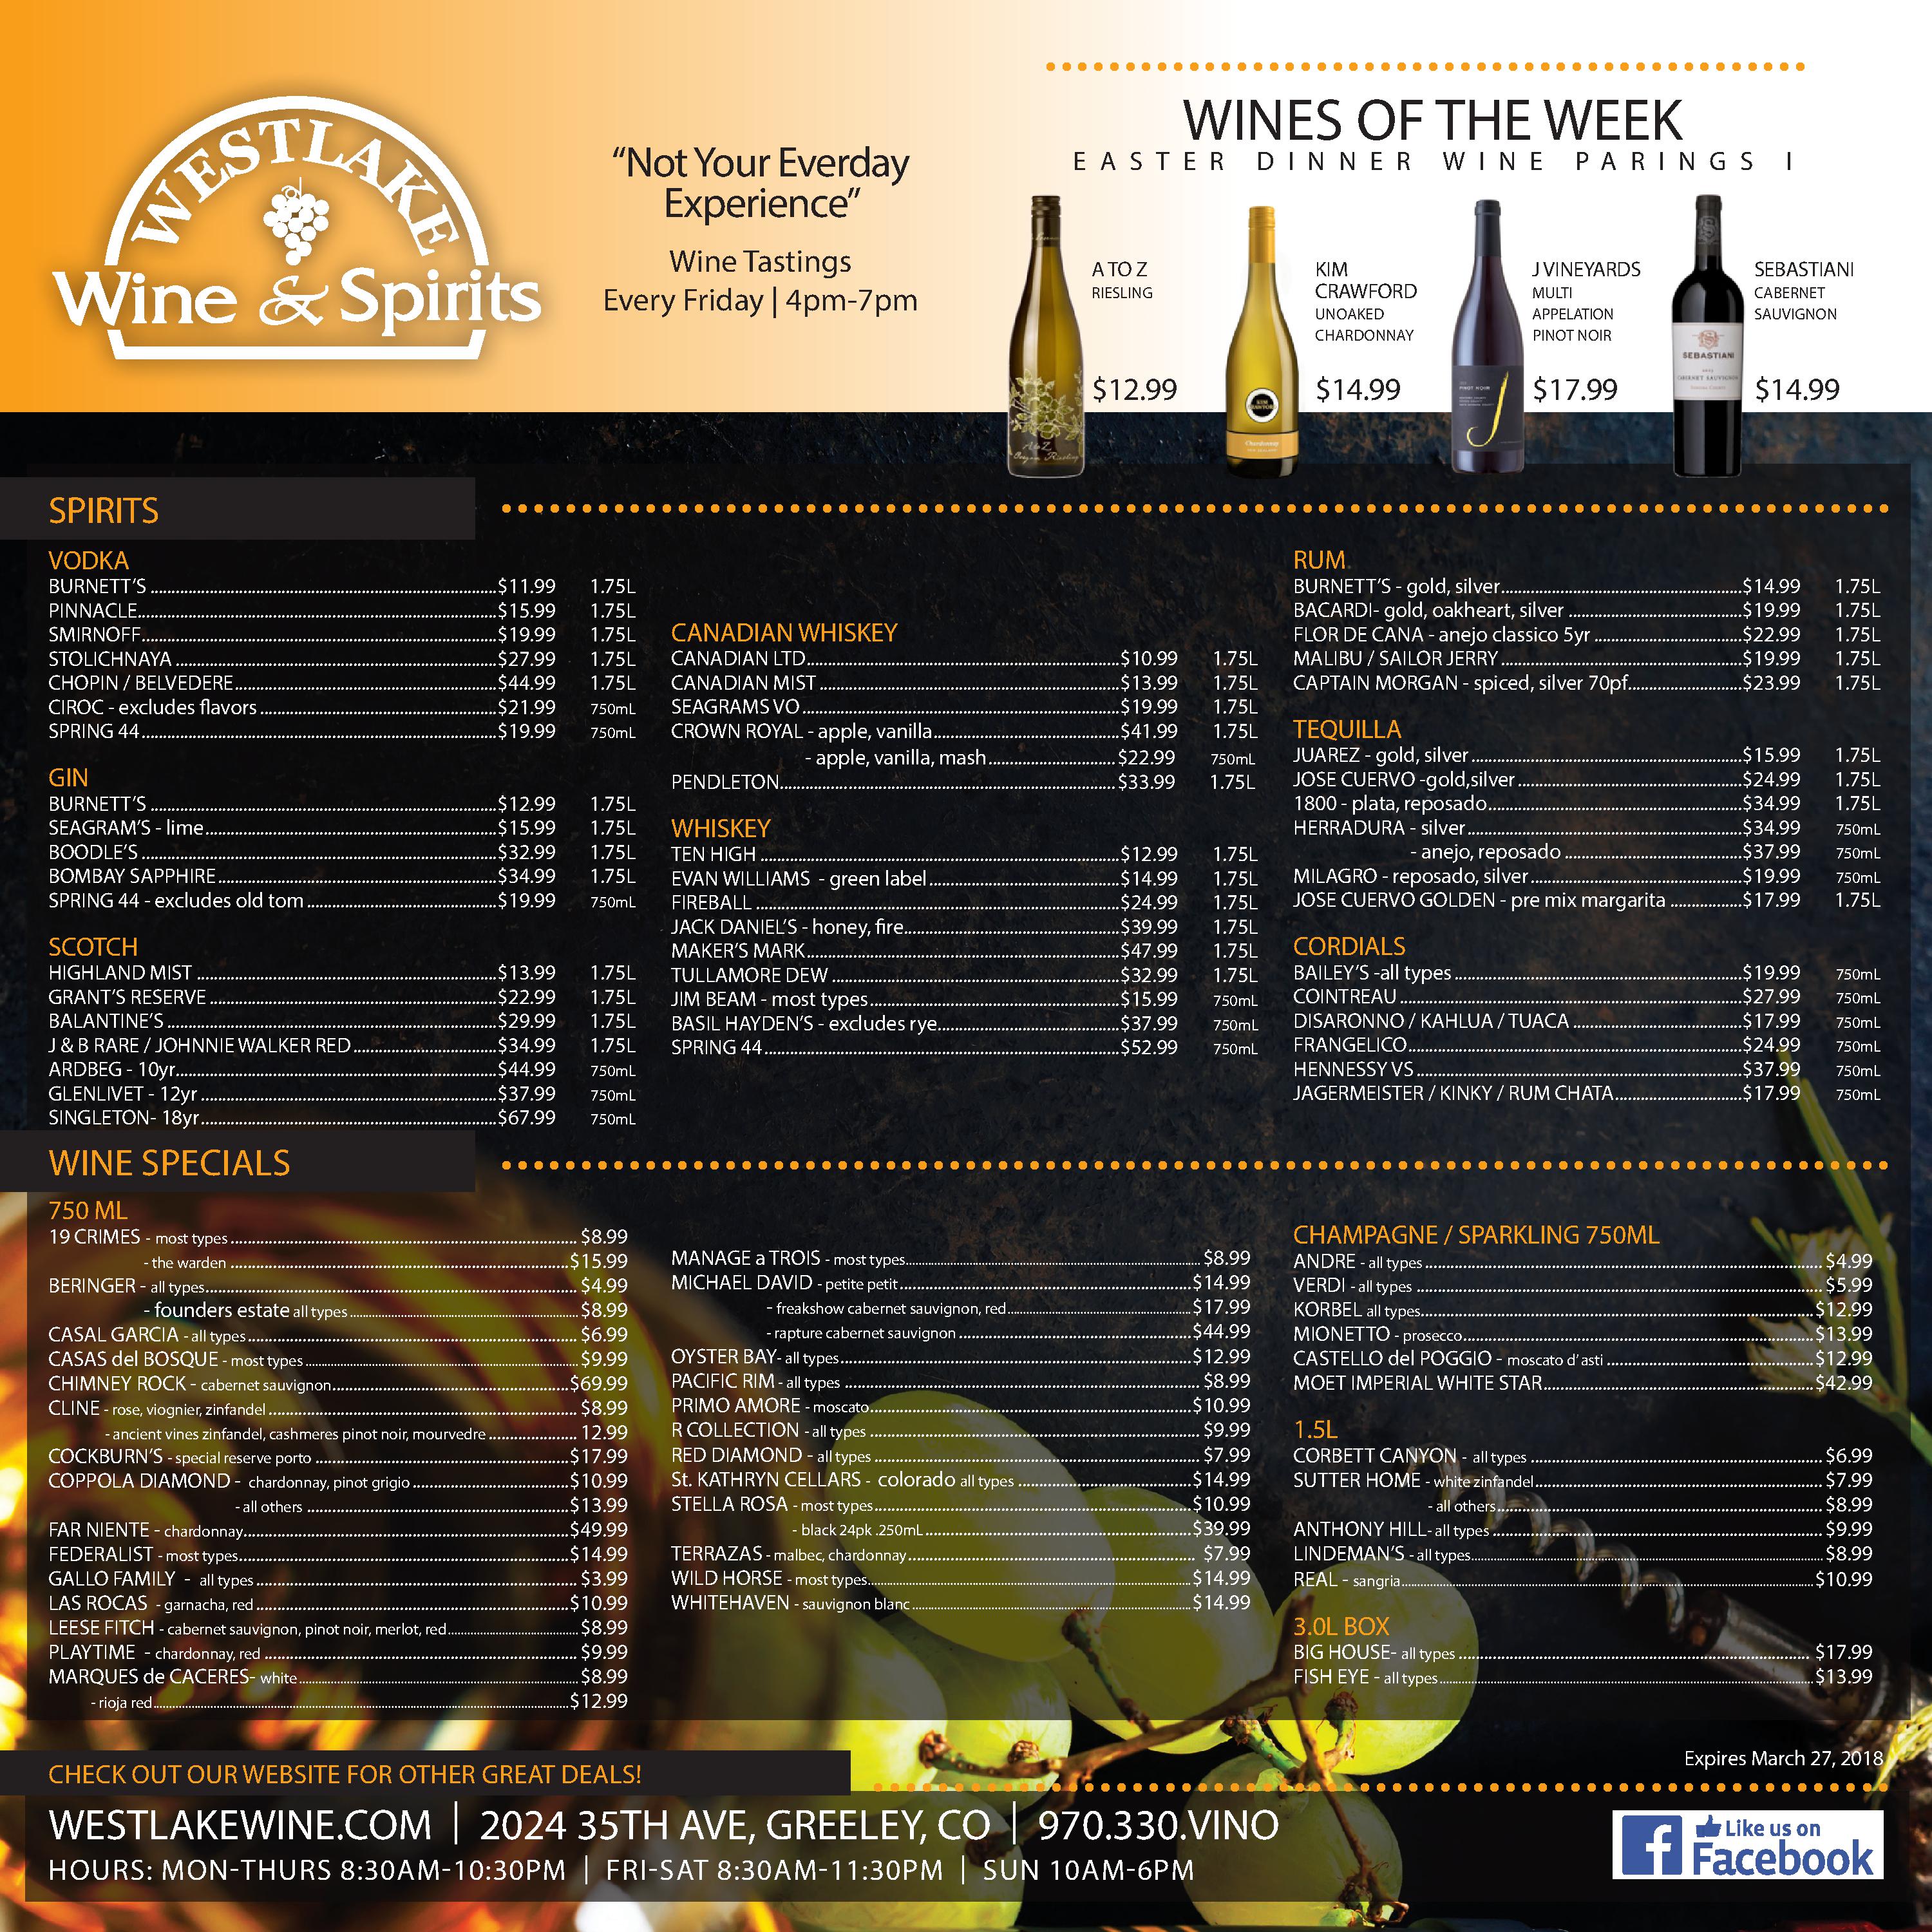 WESTLAKE
Wine & Spirits
“Not Your Everday
Experience”
Wine Tastings
Every Friday | 4pm-7pm
WINES OF THE WEEK
EASTER DINNER WINE PARINGS I
A TO Z
RIESLING
$12.99
KIM
CRAWFORD
UNOAKED
CHARDONNAY
$14.99
J VINEYARDS
MULTI
APPELATION
PINOT NOIR
$17.99
SEBASTIANI
CABERNET
SAUVIGNON
$14.99
AtoZ
Oregon Riesling
KIM
CRAWFORD
Chardonnay
PINOT NOIR
J
SEBASTIANI
CABERNET SAUVIGNON
SPIRITS
VODKA
BURNETT’S $11.99 1.75L
PINNACLE $15.99 1.75L
SMIRNOFF $19.99 1.75L
STOLICHNAYA $27.99 1.75L
CHOPIN / BELVEDERE $44.99 1.75L
CIROC - excludes flavors $21.99 750mL
SPRING 44 $19.99 750mL
GIN
BURNETT’S $12.99 1.75L
SEAGRAM’S - lime $15.99 1.75L
BOODLE’S $32.99 1.75L
BOMBAY SAPPHIRE $34.99 1.75L
SPRING 44 - excludes old tom $19.99 750mL
SCOTCH
HIGHLAND MIST $13.99 1.75L
GRANT’S RESERVE $22.99 1.75L
BALANTINE’S $29.99 1.75L
J & B RARE / JOHNNIE WALKER RED $34.99 1.75L
ARDBEG - 10yr $44.99 750mL
GLENLIVET - 12yr $37.99 750mL
SINGLETON- 18yr $67.99 750mL
CANADIAN WHISKEY
CANADIAN LTD $10.99 1.75L
CANADIAN MIST $13.99 1.75L
SEAGRAMS VO $19.99 1.75L
CROWN ROYAL - apple, vanilla $41.99 1.75L
- apple, vanilla, mash $22.99 750mL
PENDLETON $33.99 1.75L
WHISKEY
TEN HIGH $12.99 1.75L
EVAN WILLIAMS - green label $14.99 1.75L
FIREBALL $24.99 1.75L
JACK DANIEL’S - honey, fire $39.99 1.75L
MAKER’S MARK $47.99 1.75L
TULLAMORE DEW $32.99 1.75L
JIM BEAM - most types $15.99 750mL
BASIL HAYDEN’S - excludes rye $37.99 750mL
SPRING 44 $52.99 750mL
RUM
BURNETT’S - gold, silver $14.99 1.75L
BACARDI- gold, oakheart, silver $19.99 1.75L
FLOR DE CANA - anejo classico 5yr $22.99 1.75L
MALIBU / SAILOR JERRY $19.99 1.75L
CAPTAIN MORGAN - spiced, silver 70pf $23.99 1.75L
TEQUILLA
JUAREZ - gold, silver $15.99 1.75L
JOSE CUERVO -gold,silver $24.99 1.75L
1800 - plata, reposado $34.99 1.75L
HERRADURA - silver $34.99 750mL
- anejo, reposado $37.99 750mL
MILAGRO - reposado, silver $19.99 750mL
JOSE CUERVO GOLDEN - pre mix margarita $17.99 1.75L
CORDIALS
BAILEY’S -all types $19.99 750mL
COINTREAU $27.99 750mL
DISARONNO / KAHLUA / TUACA $17.99 750mL
FRANGELICO $24.99 750mL
HENNESSY VS $37.99 750mL
JAGERMEISTER / KINKY / RUM CHATA $17.99 750mL
WINE SPECIALS
750 ML
19 CRIMES - most types $8.99
- the warden $15.99
BERINGER - all types $4.99
- founders estate all types $8.99
CASAL GARCIA - all types $6.99
CASAS del BOSQUE - most types $9.99
CHIMNEY ROCK - cabernet sauvignon $69.99
CLINE - rose, viognier, zinfandel $8.99
- ancient vines zinfandel, cashmeres pinot noir, mourvedre 12.99
COCKBURN’S - special reserve porto $17.99
COPPOLA DIAMOND - chardonnay, pinot grigio $10.99
- all others $13.99
FAR NIENTE - chardonnay $49.99
FEDERALIST - most types $14.99
GALLO FAMILY - all types $3.99
LAS ROCAS - garnacha, red $10.99
LEESE FITCH - cabernet sauvignon, pinot noir, merlot, red $8.99
PLAYTIME - chardonnay, red $9.99
MARQUES de CACERES- white $8.99
- rioja red $12.99
MANAGE a TROIS - most types $8.99
MICHAEL DAVID - petite petit $14.99
- freakshow cabernet sauvignon, red $17.99
- rapture cabernet sauvignon $44.99
OYSTER BAY- all types $12.99
PACIFIC RIM - all types $8.99
PRIMO AMORE - moscato $10.99
R COLLECTION - all types $9.99
RED DIAMOND - all types $7.99
St. KATHRYN CELLARS - colorado all types $14.99
STELLA ROSA - most types $10.99
- black 24pk .250mL $39.99
TERRAZAS - malbec, chardonnay $7.99
WILD HORSE - most types $14.99
WHITEHAVEN - sauvignon blanc $14.99
CHAMPAGNE / SPARKLING 750ML
ANDRE - all types $4.99
VERDI - all types $5.99
KORBEL all types $12.99
MIONETTO - prosecco $13.99
CASTELLO del POGGIO - moscato d’ asti $12.99
MOET IMPERIAL WHITE STAR $42.99
1.5L
CORBETT CANYON - all types $6.99
SUTTER HOME - white zinfandel $7.99
- all others $8.99
ANTHONY HILL- all types $9.99
LINDEMAN’S - all types $8.99
REAL - sangria $10.99
3.0L BOX
BIG HOUSE- all types $17.99
FISH EYE - all types $13.99
Expires March 27, 2018
CHECK OUT OUR WEBSITE FOR OTHER GREAT DEALS!
WESTLAKEWINE.COM | 2024 35TH AVE, GREELEY, CO | 970.330.VINO
HOURS: MON-THURS 8:30AM-10:30PM | FRI-SAT 8:30AM-11:30PM | SUN 10AM-6PM
f Like us on
Facebook